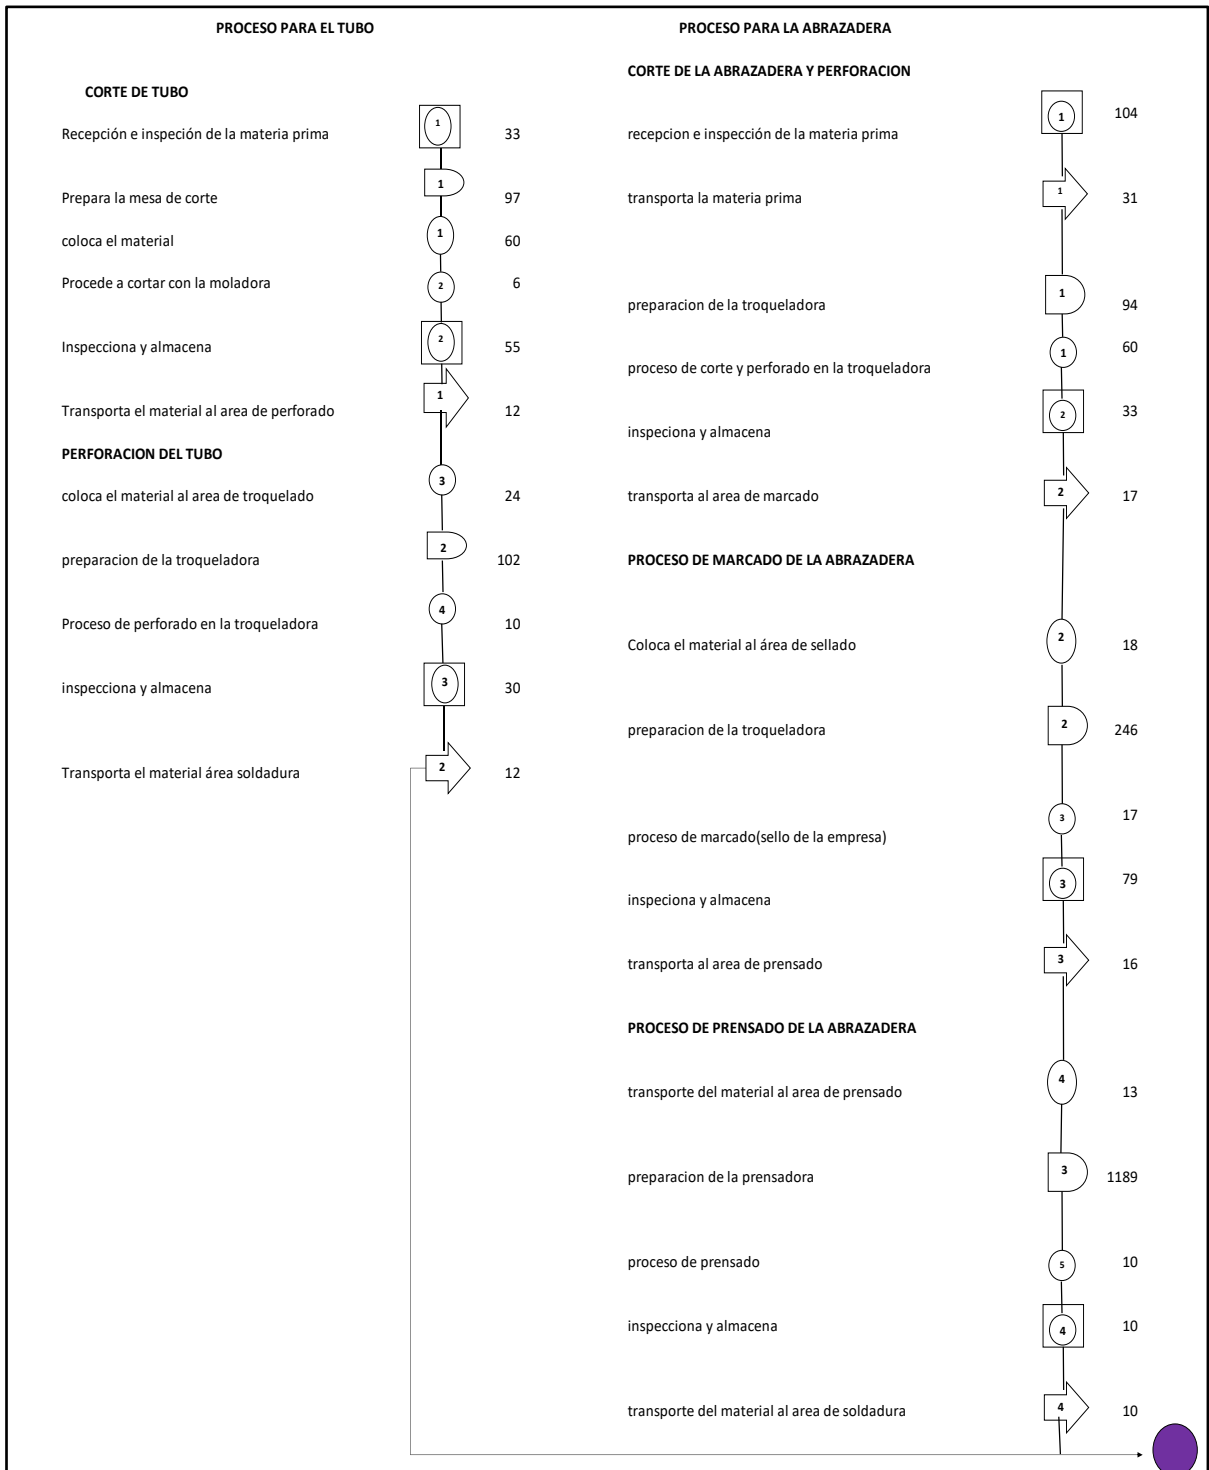 PROCESO PARA EL TUBO
CORTE DE TUBO
Recepción e inspeción de la materia prima 1 33
Prepara la mesa de corte 1 97
coloca el material 1 60
Procede a cortar con la moladora 2 6
Inspecciona y almacena 2 55
Transporta el material al area de perforado 1 12
PERFORACION DEL TUBO
coloca el material al area de troquelado 3 24
preparacion de la troqueladora 2 102
Proceso de perforado en la troqueladora 4 10
inspecciona y almacena 3 30
Transporta el material área soldadura 2 12
PROCESO PARA LA ABRAZADERA
CORTE DE LA ABRAZADERA Y PERFORACION
recepcion e inspección de la materia prima 1 104
transporta la materia prima 1 31
preparacion de la troqueladora 1 94
proceso de corte y perforado en la troqueladora 1 60
inspeciona y almacena 2 33
transporta al area de marcado 2 17
PROCESO DE MARCADO DE LA ABRAZADERA
Coloca el material al área de sellado 2 18
preparacion de la troqueladora 2 246
proceso de marcado(sello de la empresa) 3 17
inspeciona y almacena 3 79
transporta al area de prensado 3 16
PROCESO DE PRENSADO DE LA ABRAZADERA
transporte del material al area de prensado 4 13
preparacion de la prensadora 3 1189
proceso de prensado 5 10
inspecciona y almacena 4 10
transporte del material al area de soldadura 4 10